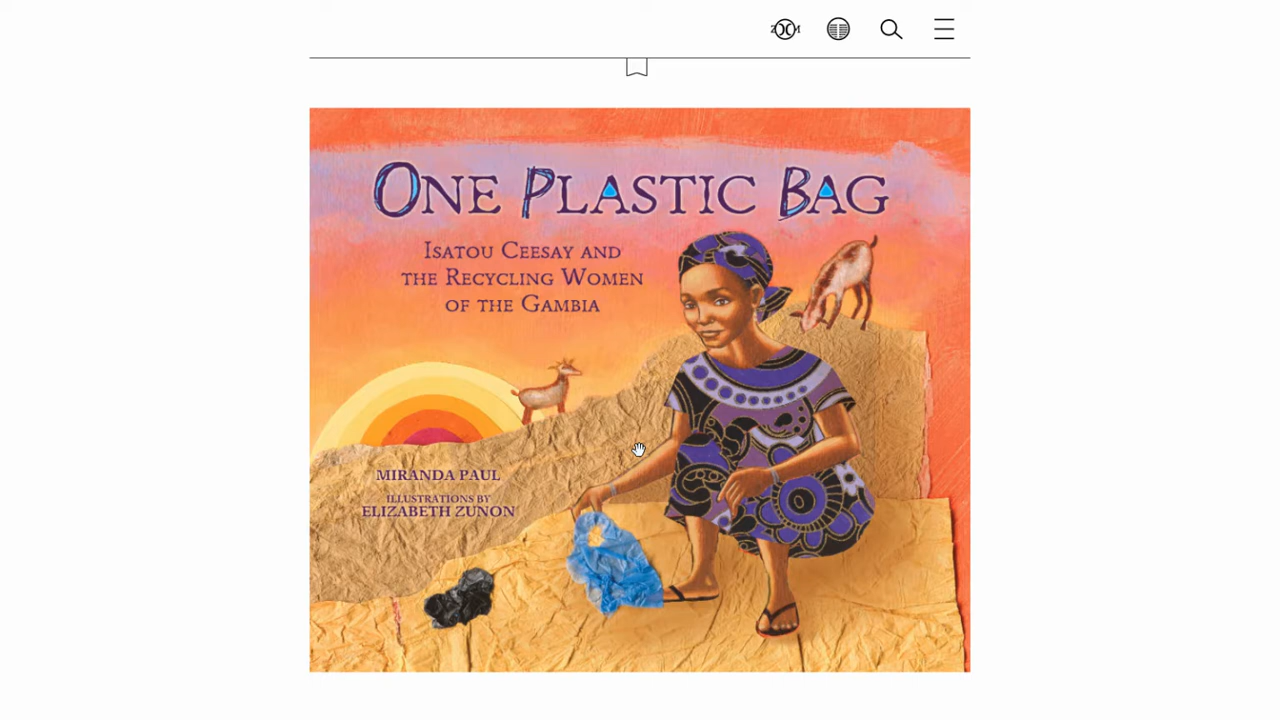 ONE PLASTIC BAG
ISATOU CEESAY AND
THE RECYCLING WOMEN
OF THE GAMBIA
MIRANDA PAUL
ILLUSTRATIONS BY
ELIZABETH ZUNON